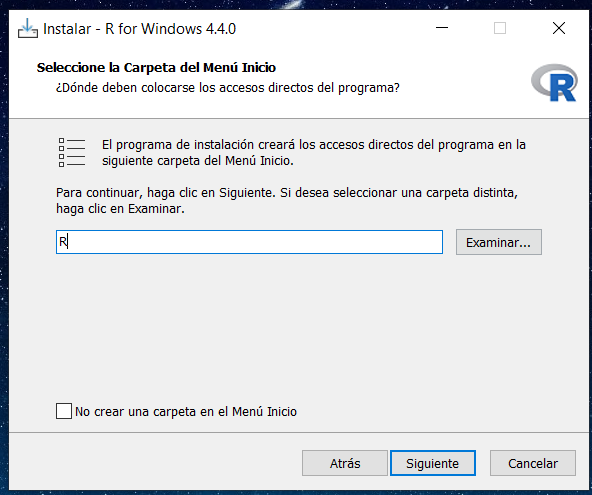 Instalar - R for Windows 4.4.0
Seleccione la Carpeta del Menú Inicio
¿Dónde deben colocarse los accesos directos del programa?
R
El programa de instalación creará los accesos directos del programa en la
siguiente carpeta del Menú Inicio.
Para continuar, haga clic en Siguiente. Si desea seleccionar una carpeta distinta,
haga clic en Examinar.
R
Examinar...
No crear una carpeta en el Menú Inicio
Atrás
Siguiente
Cancelar